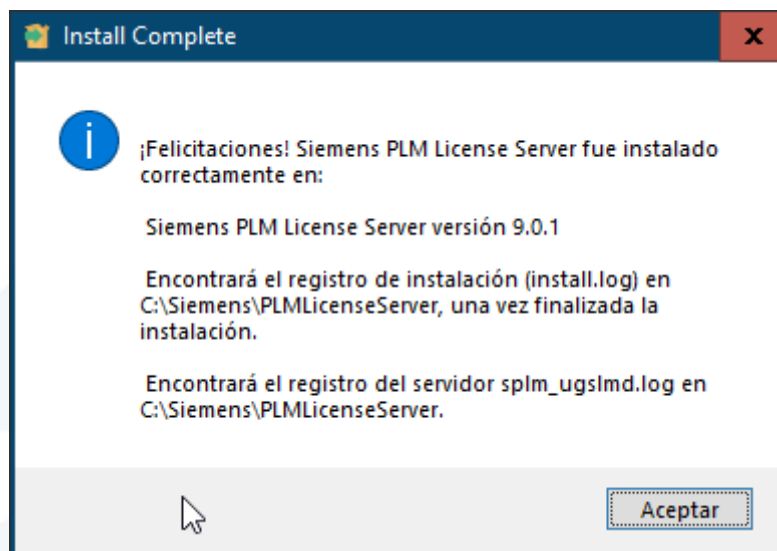 Install Complete
¡Felicitaciones! Siemens PLM License Server fue instalado
correctamente en:
Siemens PLM License Server versión 9.0.1
Encontrará el registro de instalación (install.log) en
C:\Siemens\PLMLicenseServer, una vez finalizada la
instalación.
Encontrará el registro del servidor splm_ugslmd.log en
C:\Siemens\PLMLicenseServer.
Aceptar